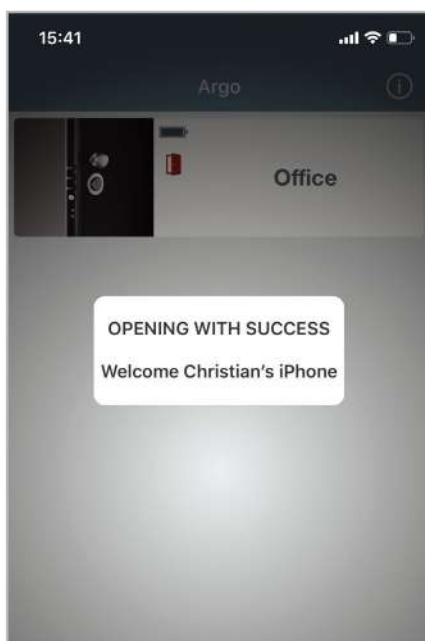 15:41
Argo
Office
OPENING WITH SUCCESS
Welcome Christian's iPhone